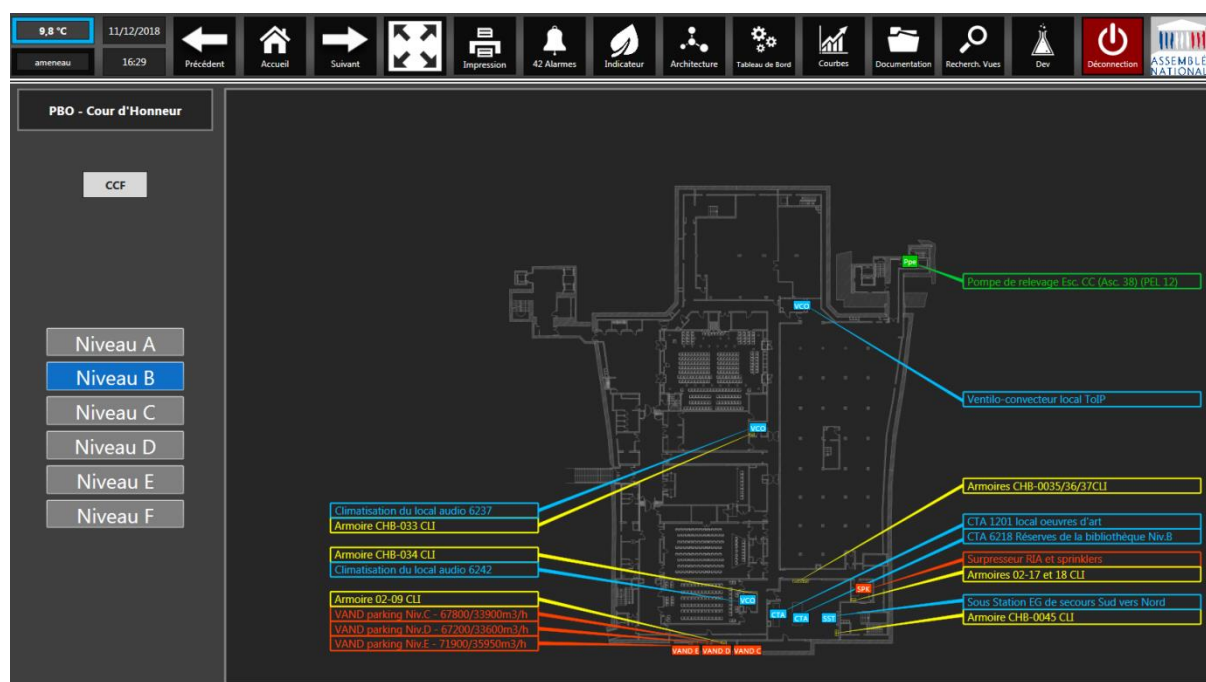 9,8 °C
11/12/2018
ameneau
16:29
Précédent
Accueil
Suivant
Impression
42 Alarmes
Indicateur
Architecture
Tableau de Bord
Courbes
Documentation
Recherch. Vues
Dev
Déconnection
ASSEMBLÉ
NATIONAL
PBO - Cour d'Honneur
CCF
Niveau A
Niveau B
Niveau C
Niveau D
Niveau E
Niveau F
Ppe
Pompe de relevage Esc. CC (Asc. 38) (PEL 12)
VCO
Ventilo-convecteur local ToIP
VCO
Climatisation du local audio 6237
Armoire CHB-033 CLI
Armoire CHB-034 CLI
Climatisation du local audio 6242
Armoire 02-09 CLI
VAND parking Niv.C - 67800/33900m3/h
VAND parking Niv.D - 67200/33600m3/h
VAND parking Niv.E - 71900/35950m3/h
Armoires CHB-0035/36/37CLI
CTA 1201 local oeuvres d'art
CTA 6218 Réserves de la bibliothéque Niv.B
Surpresseur RIA et sprinklers
Armoires 02-17 et 18 CLI
Sous Station EG de secours Sud vers Nord
Armoire CHB-0045 CLI
SPK
VCO
CTA
CTA
SST
VAND E
VAND D
VAND C